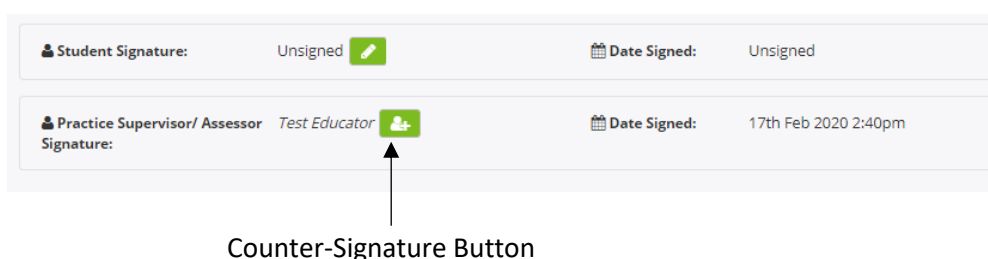 Student Signature: Unsigned Date Signed: Unsigned
Practice Supervisor/ Assessor Test Educator Date Signed: 17th Feb 2020 2:40pm
Signature:
Counter-Signature Button